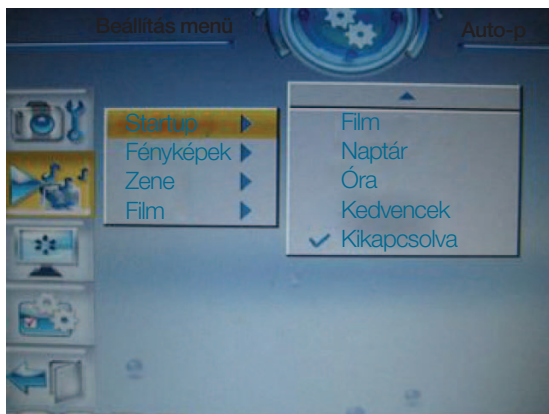 Beállítás menü
Auto-p
Startup
Fényképek
Zene
Film
Film
Naptár
Óra
Kedvencek
Kikapcsolva